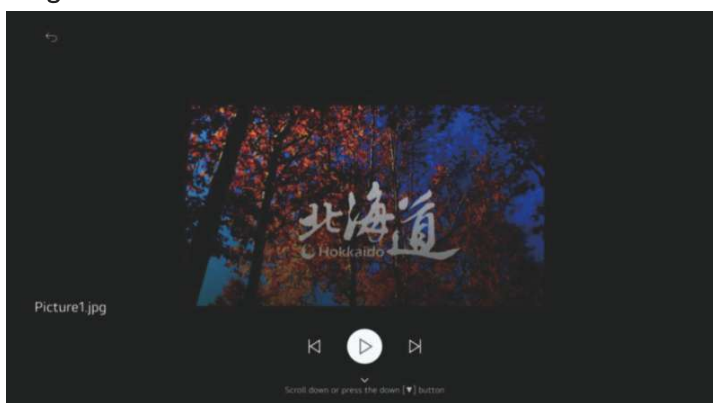 北海道
Hokkaido
Picture1.jpg
Scroll down or press the down [▼] button